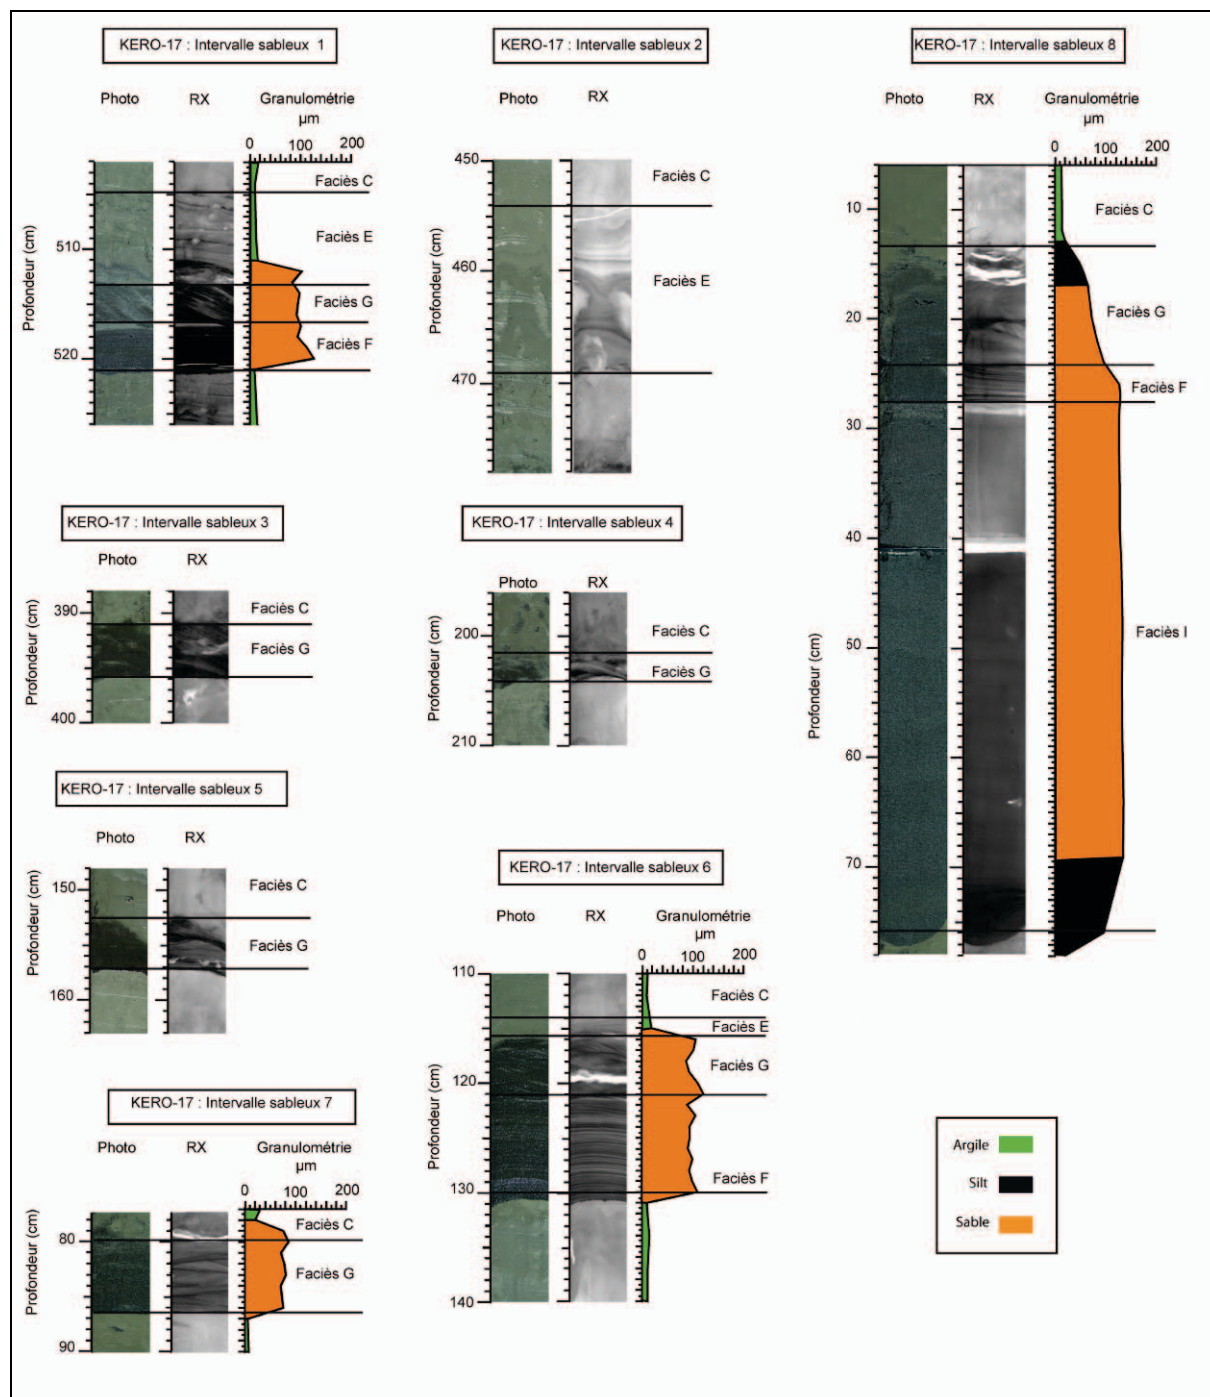 KERO-17 : Intervalle sableux 1
Photo RX Granulométrie
µm
0 100 200
Profondeur (cm)
510
520
Faciès C
Faciès E
Faciès G
Faciès F
KERO-17 : Intervalle sableux 2
Photo RX
Profondeur (cm)
450
460
470
Faciès C
Faciès E
KERO-17 : Intervalle sableux 8
Photo RX Granulométrie
µm
0 100 200
Profondeur (cm)
10
20
30
40
50
60
70
Faciès C
Faciès G
Faciès F
Faciès I
KERO-17 : Intervalle sableux 3
Photo RX
Profondeur (cm)
390
400
Faciès C
Faciès G
KERO-17 : Intervalle sableux 4
Photo RX
Profondeur (cm)
200
210
Faciès C
Faciès G
KERO-17 : Intervalle sableux 5
Photo RX
Profondeur (cm)
150
160
Faciès C
Faciès G
KERO-17 : Intervalle sableux 6
Photo RX Granulométrie
µm
0 100 200
Profondeur (cm)
110
120
130
140
Faciès C
Faciès E
Faciès G
Faciès F
KERO-17 : Intervalle sableux 7
Photo RX Granulométrie
µm
0 100 200
Profondeur (cm)
80
90
Faciès C
Faciès G
Argile
Silt
Sable